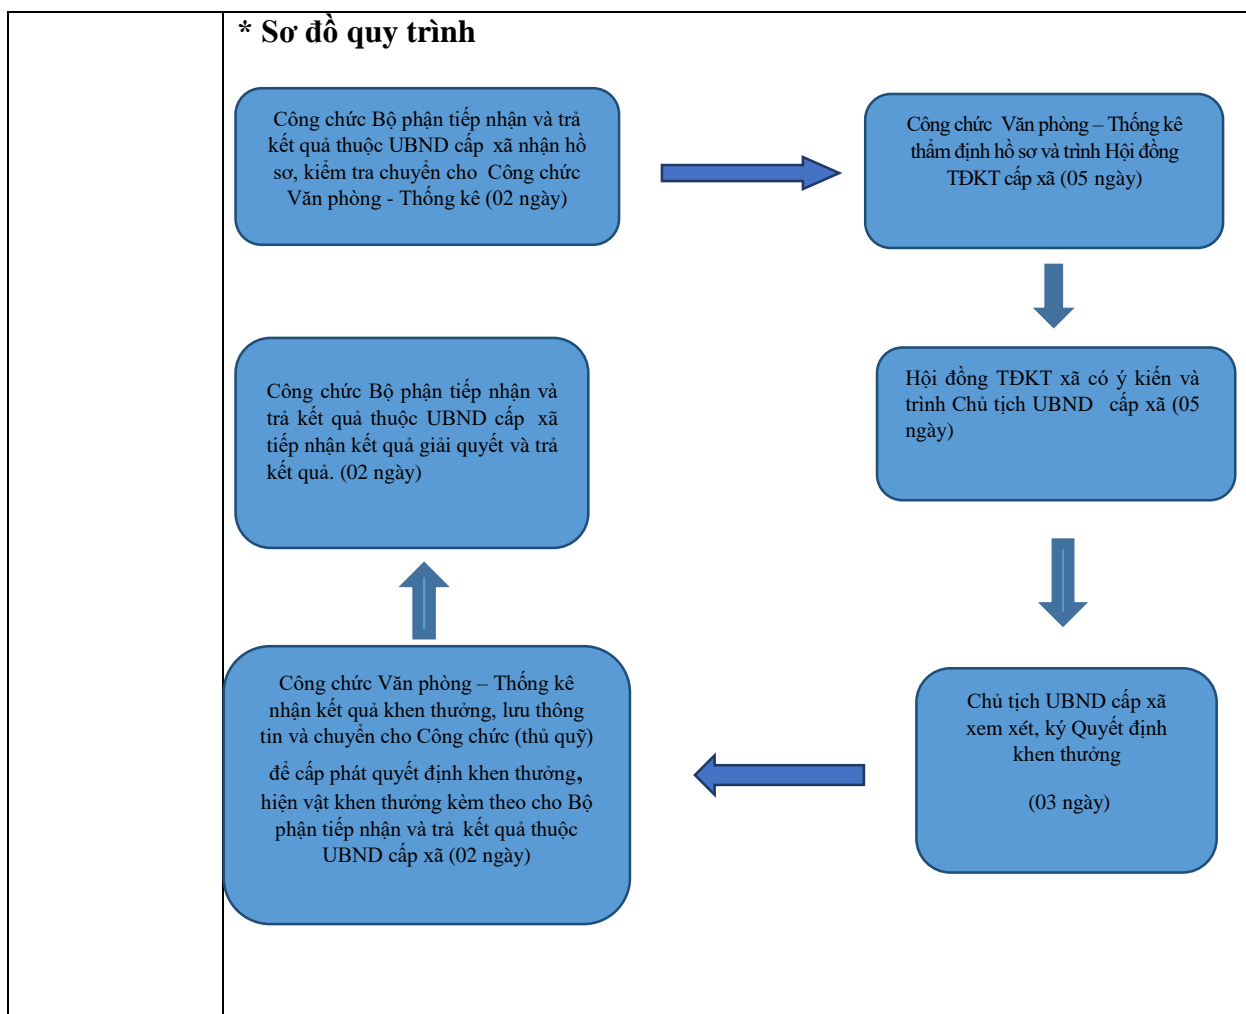 * Sơ đồ quy trình
Công chức Bộ phận tiếp nhận và trả
kết quả thuộc UBND cấp xã nhận hồ
sơ, kiểm tra chuyển cho Công chức
Văn phòng - Thống kê (02 ngày)
Công chức Văn phòng – Thống kê
thẩm định hồ sơ và trình Hội đồng
TĐKT cấp xã (05 ngày)
Hội đồng TĐKT xã có ý kiến và
trình Chủ tịch UBND cấp xã (05
ngày)
Chủ tịch UBND cấp xã
xem xét, ký Quyết định
khen thưởng
(03 ngày)
Công chức Văn phòng – Thống kê
nhận kết quả khen thưởng, lưu thông
tin và chuyển cho Công chức (thủ quỹ)
để cấp phát quyết định khen thưởng,
hiện vật khen thưởng kèm theo cho Bộ
phận tiếp nhận và trả kết quả thuộc
UBND cấp xã (02 ngày)
Công chức Bộ phận tiếp nhận và
trả kết quả thuộc UBND cấp xã
tiếp nhận kết quả giải quyết và trả
kết quả. (02 ngày)